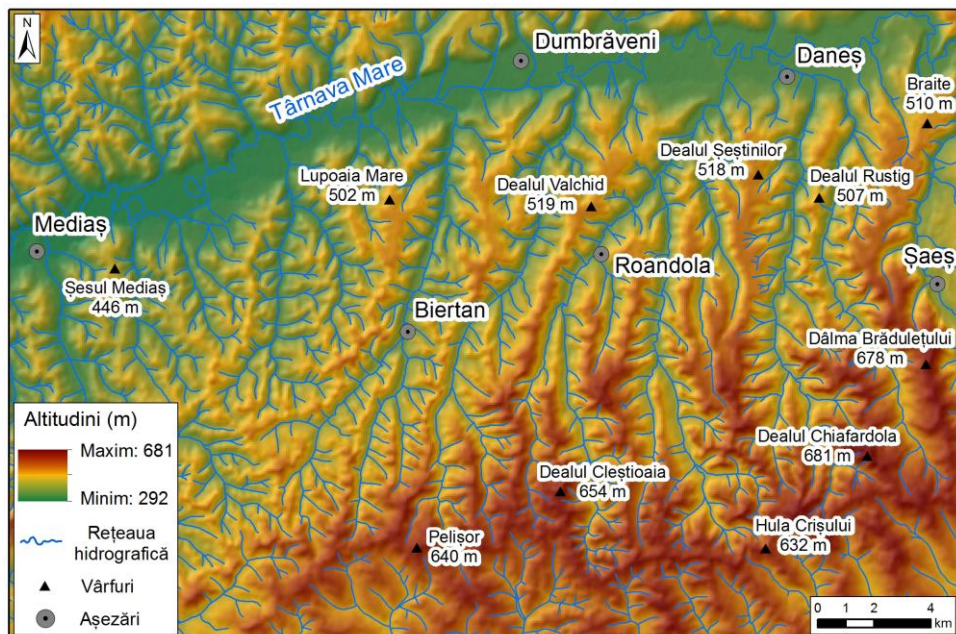 N
Dumbrăveni
Daneș
Târnava Mare
Braite
510 m
Dealul Șeștinilor
518 m
Lupoaia Mare
502 m
Dealul Valchid
519 m
Dealul Rustig
507 m
Mediaș
Șesul Mediaș
446 m
Roandola
Șaeș
Biertan
Dâlma Brădulețului
678 m
Altitudini (m)
Maxim: 681
Minim: 292
Rețeaua
hidrografică
Vârfuri
Așezări
Dealul Chiafardola
681 m
Dealul Cleștioaia
654 m
Pelișor
640 m
Hula Crișului
632 m
0 1 2 4
km